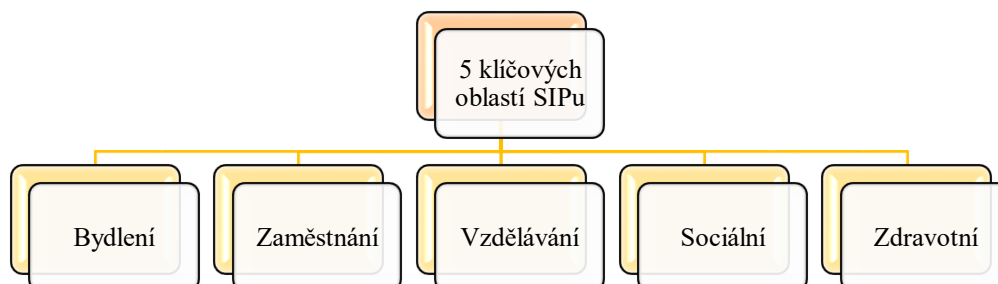 5 klíčových
oblastí SIPu
Bydlení
Zaměstnání
Vzdělávání
Sociální
Zdravotní